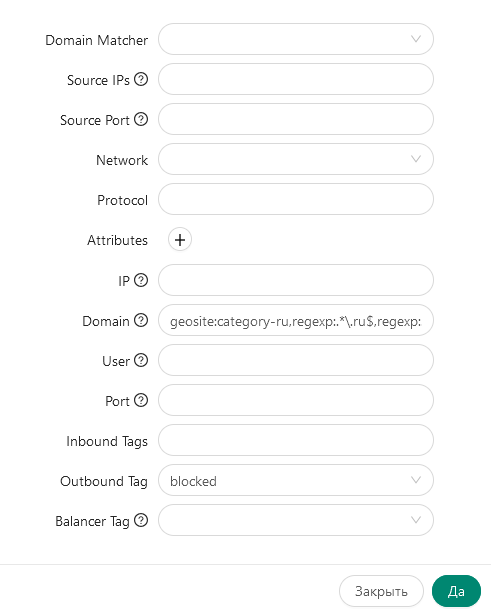 Domain Matcher
Source IPs
Source Port
Network
Protocol
Attributes
IP
Domain geosite:category-ru,regexp:.*\.ru$,regexp:
User
Port
Inbound Tags
Outbound Tag blocked
Balancer Tag
Закрыть Да